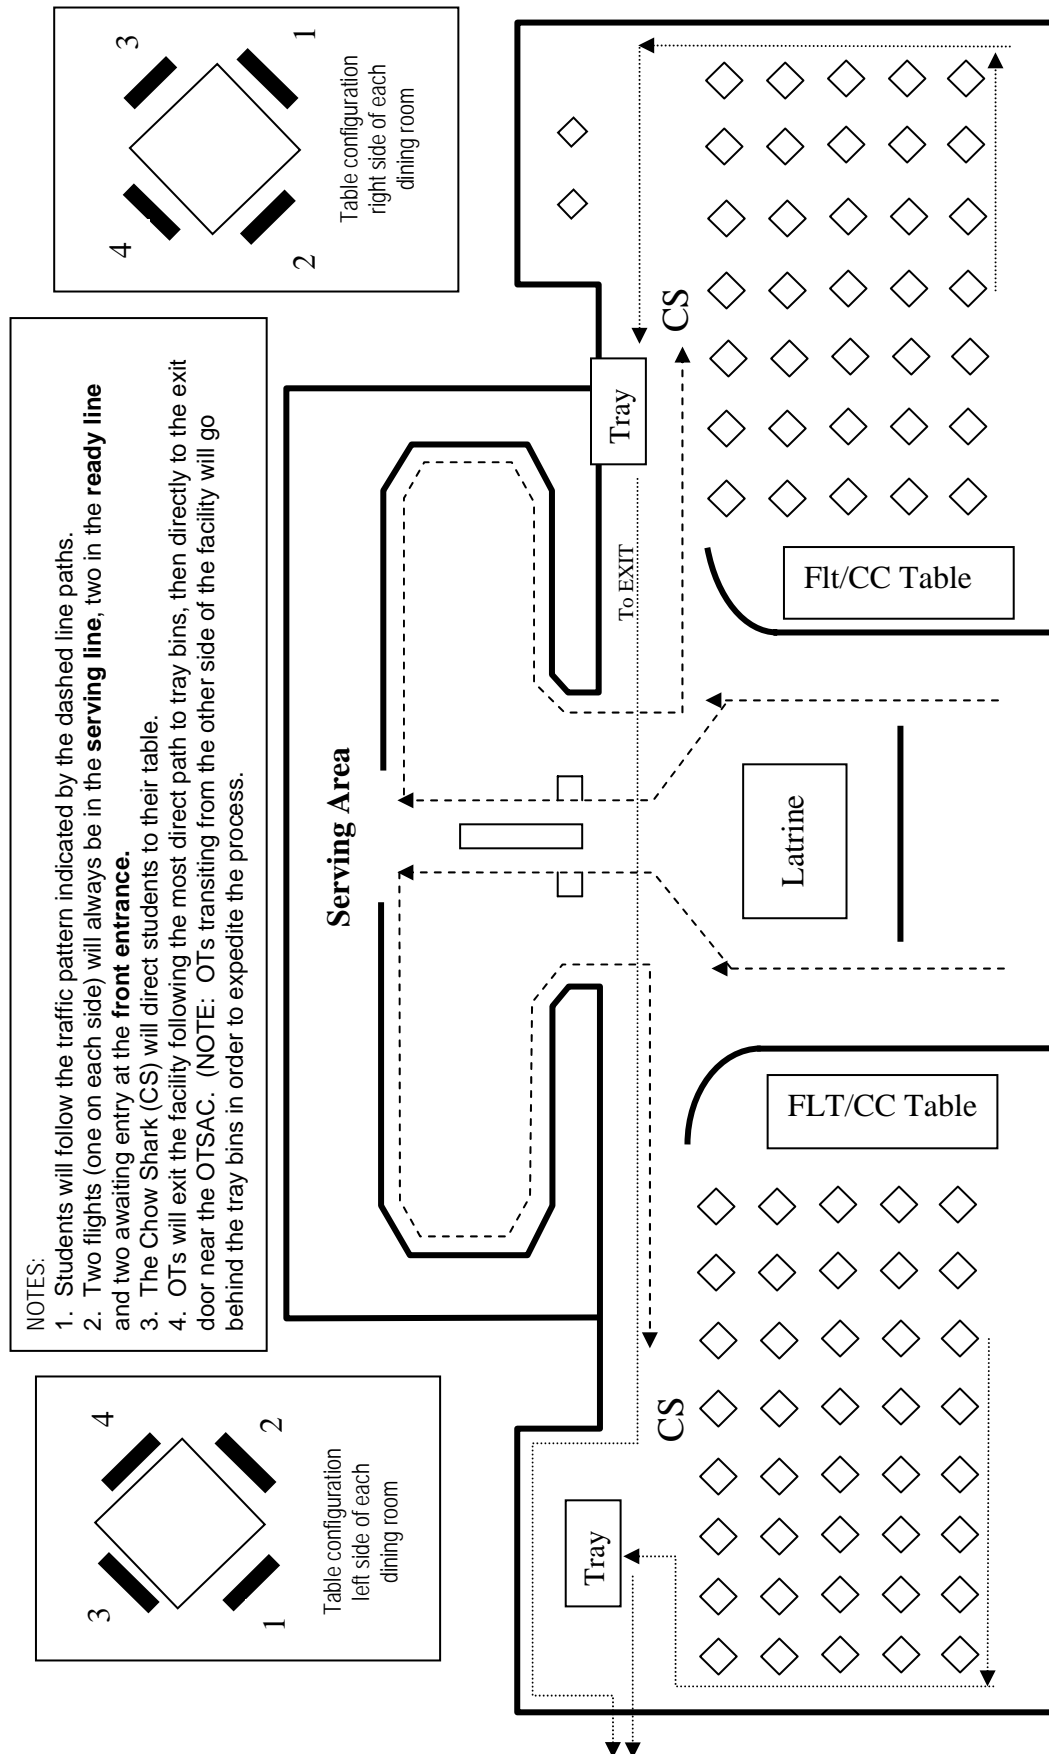 3
4
1
2
Table configuration
left side of each
dining room
NOTES:
1. Students will follow the traffic pattern indicated by the dashed line paths.
2. Two flights (one on each side) will always be in the serving line, two in the ready line
and two awaiting entry at the front entrance.
3. The Chow Shark (CS) will direct students to their table.
4. OTs will exit the facility following the most direct path to tray bins, then directly to the exit
door near the OTSAC. (NOTE: OTs transiting from the other side of the facility will go
behind the tray bins in order to expedite the process.
4
3
2
1
Table configuration
right side of each
dining room
Serving Area
Tray
CS
To EXIT
Tray
CS
Latrine
FLT/CC Table
Flt/CC Table